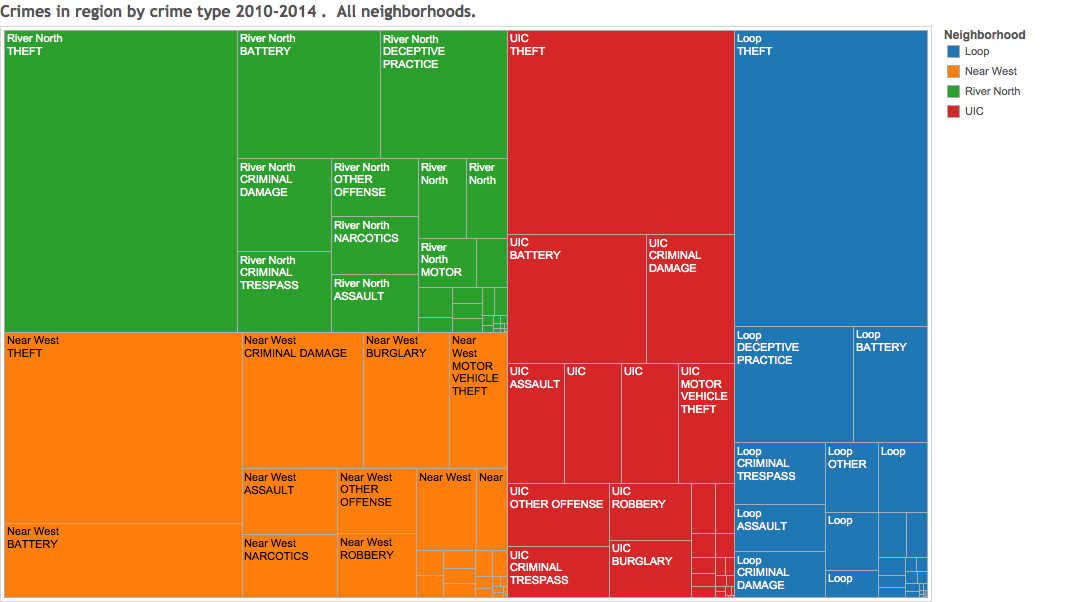 Crimes in region by crime type 2010-2014 .  All neighborhoods.
River North
THEFT
River North
BATTERY
River North
DECEPTIVE
PRACTICE
River North
CRIMINAL
DAMAGE
River North
OTHER
OFFENSE
River
North
River
North
River North
NARCOTICS
River
North
MOTOR
River North
CRIMINAL
TRESPASS
River North
ASSAULT
Near West
THEFT
Near West
CRIMINAL DAMAGE
Near West
BURGLARY
Near
West
MOTOR
VEHICLE
THEFT
Near West
ASSAULT
Near West
OTHER
OFFENSE
Near West
Near
Near West
BATTERY
Near West
NARCOTICS
Near West
ROBBERY
UIC
THEFT
UIC
BATTERY
UIC
CRIMINAL
DAMAGE
UIC
ASSAULT
UIC
UIC
UIC
MOTOR
VEHICLE
THEFT
UIC
OTHER OFFENSE
UIC
ROBBERY
UIC
CRIMINAL
TRESPASS
UIC
BURGLARY
Loop
THEFT
Loop
DECEPTIVE
PRACTICE
Loop
BATTERY
Loop
CRIMINAL
TRESPASS
Loop
OTHER
Loop
Loop
ASSAULT
Loop
Loop
CRIMINAL
DAMAGE
Loop
Neighborhood
Loop
Near West
River North
UIC